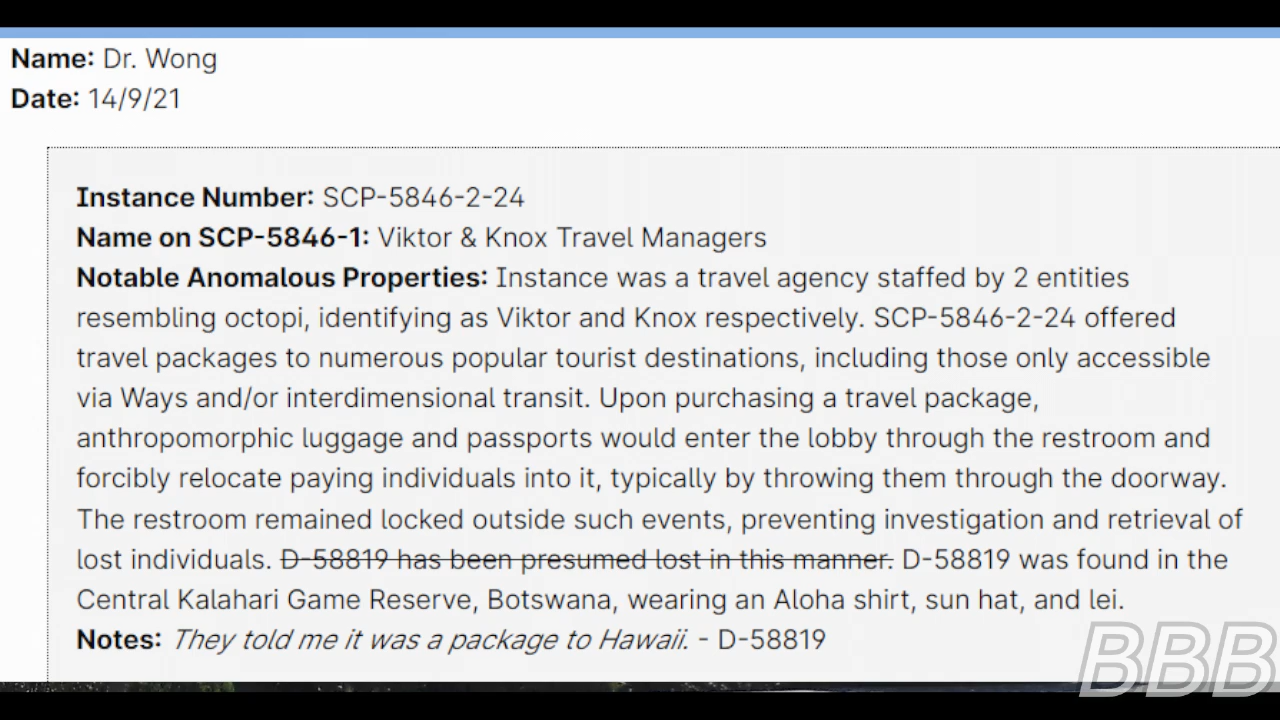 Name: Dr. Wong
Date: 14/9/21
Instance Number: SCP-5846-2-24
Name on SCP-5846-1: Viktor & Knox Travel Managers
Notable Anomalous Properties: Instance was a travel agency staffed by 2 entities
resembling octopi, identifying as Viktor and Knox respectively. SCP-5846-2-24 offered
travel packages to numerous popular tourist destinations, including those only accessible
via Ways and/or interdimensional transit. Upon purchasing a travel package,
anthropomorphic luggage and passports would enter the lobby through the restroom and
forcibly relocate paying individuals into it, typically by throwing them through the doorway.
The restroom remained locked outside such events, preventing investigation and retrieval of
lost individuals. D-58819 has been presumed lost in this manner. D-58819 was found in the
Central Kalahari Game Reserve, Botswana, wearing an Aloha shirt, sun hat, and lei.
Notes: They told me it was a package to Hawaii. - D-58819
BBB